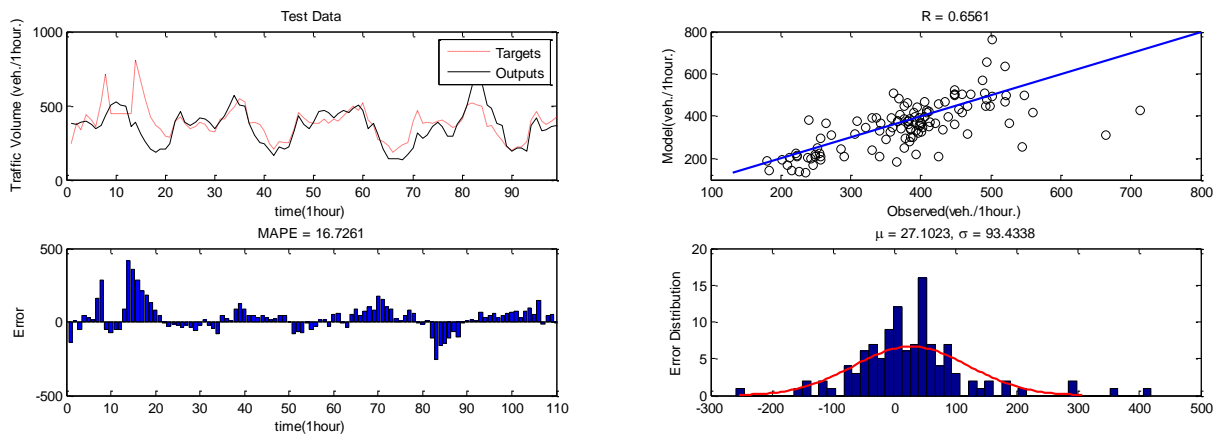 Test Data
Traffic Volume (veh./1hour.)
1000
500
0
Targets
Outputs
0 10 20 30 40 50 60 70 80 90
time(1hour)
R = 0.6561
Model(veh./1hour.)
800
600
400
200
100 200 300 400 500 600 700 800
Observed(veh./1hour.)
MAPE = 16.7261
Error
500
0
-500
0 10 20 30 40 50 60 70 80 90 100 110
time(1hour)
μ = 27.1023, σ = 93.4338
Error Distribution
20
15
10
5
0
-300 -200 -100 0 100 200 300 400 500